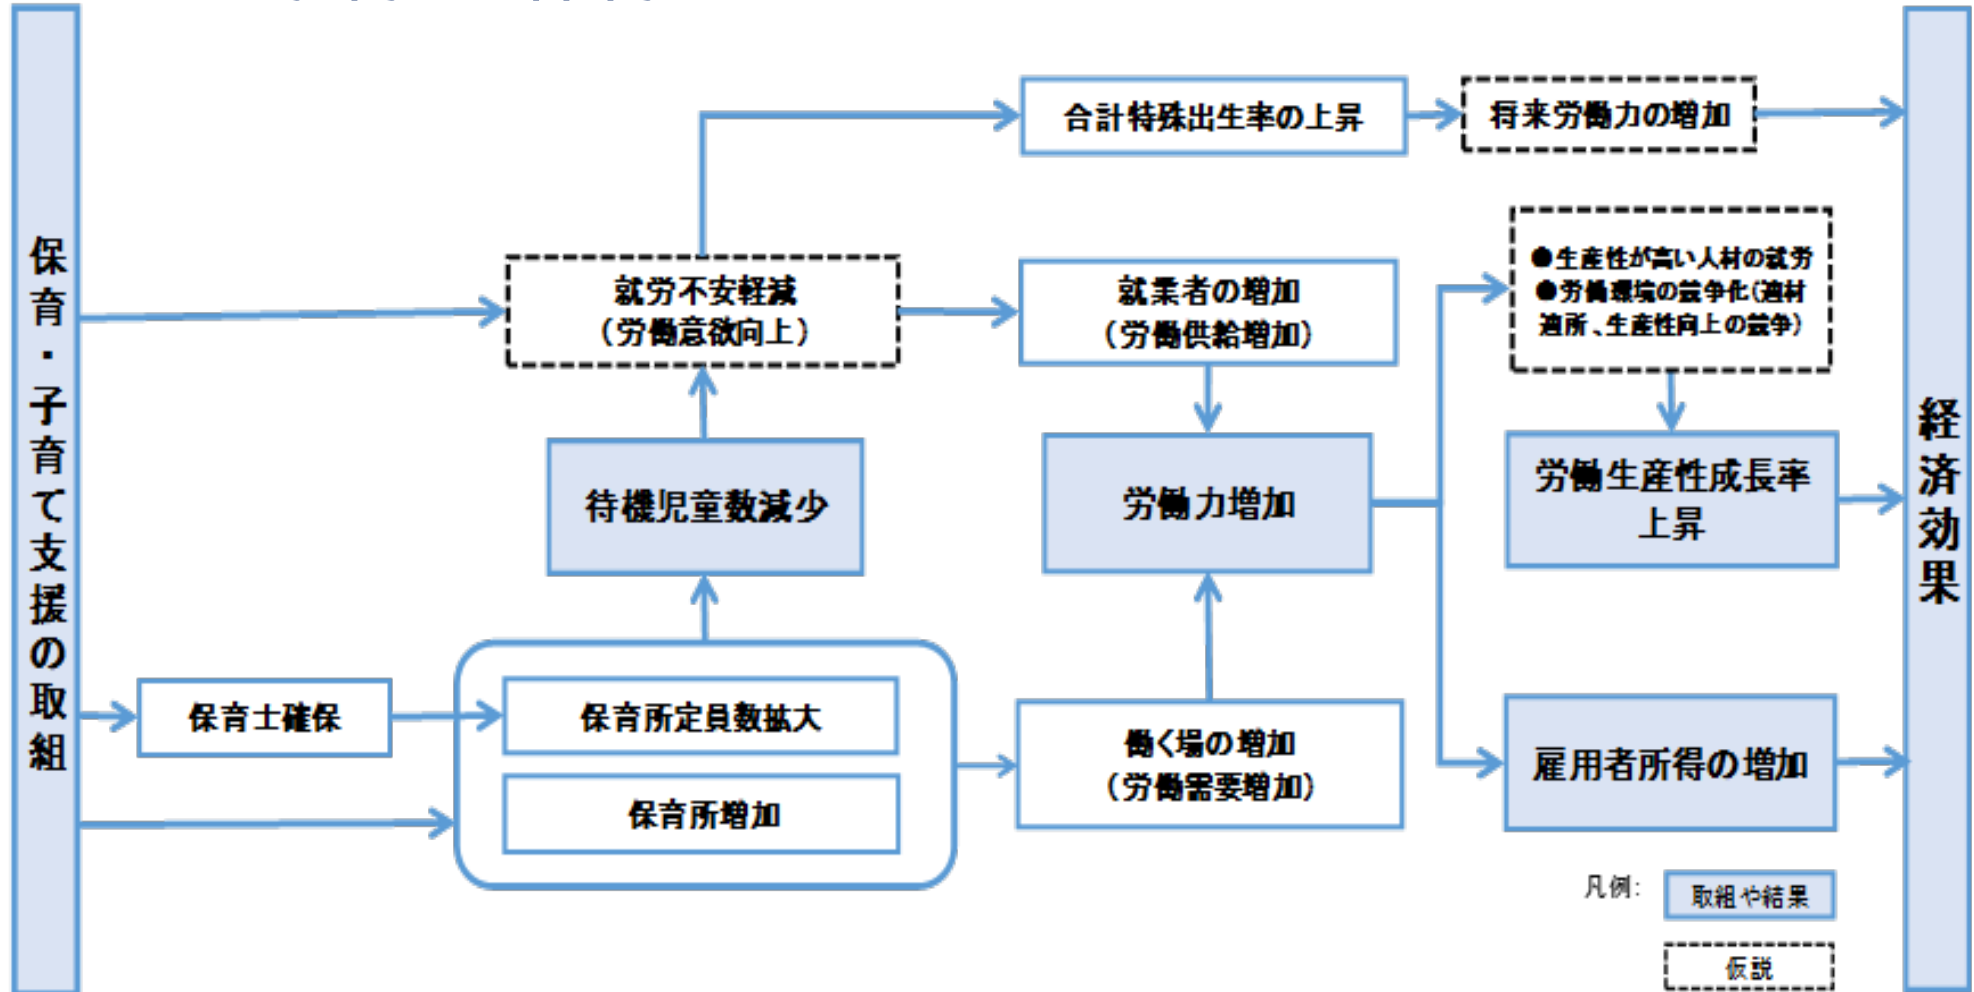 保育・子育て支援の取組
合計特殊出生率の上昇
将来労働力の増加
就労不安軽減
（労働意欲向上）
就業者の増加
（労働供給増加）
●生産性が高い人材の就労
●労働環境の競争化（適材
適所、生産性向上の競争）
待機児童数減少
労働力増加
労働生産性成長率
上昇
保育士確保
保育所定員数拡大
保育所増加
働く場の増加
（労働需要増加）
雇用者所得の増加
経済効果
凡例：
取組や結果
仮説